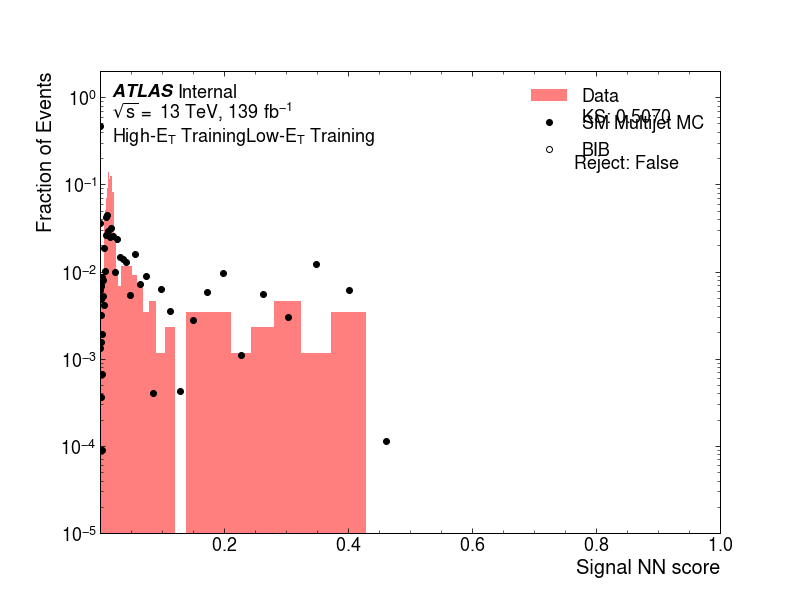 ATLAS Internal
√s = 13 TeV, 139 fb⁻¹
High-E_T TrainingLow-E_T Training
Data
KS: 0.5070
SM Multijet MC
BIB
Reject: False
Fraction of Events
10⁰
10⁻¹
10⁻²
10⁻³
10⁻⁴
10⁻⁵
0.2 0.4 0.6 0.8 1.0
Signal NN score